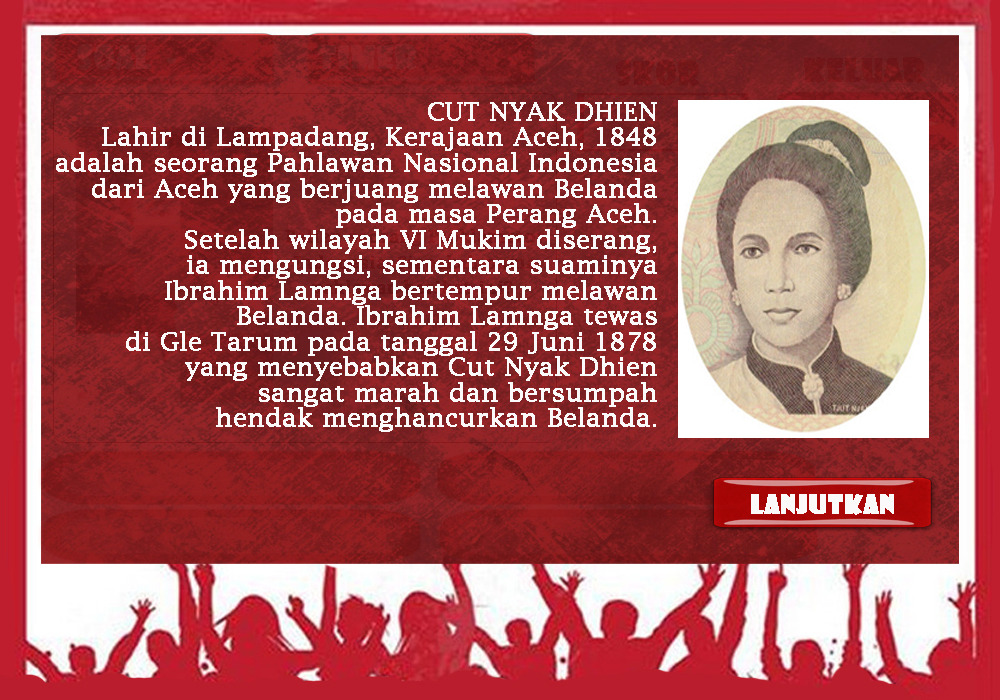 CUT NYAK DHIEN
Lahir di Lampadang, Kerajaan Aceh, 1848
adalah seorang Pahlawan Nasional Indonesia
dari Aceh yang berjuang melawan Belanda
pada masa Perang Aceh.
Setelah wilayah VI Mukim diserang,
ia mengungsi, sementara suaminya
Ibrahim Lamnga bertempur melawan
Belanda. Ibrahim Lamnga tewas
di Gle Tarum pada tanggal 29 Juni 1878
yang menyebabkan Cut Nyak Dhien
sangat marah dan bersumpah
hendak menghancurkan Belanda.
LANJUTKAN